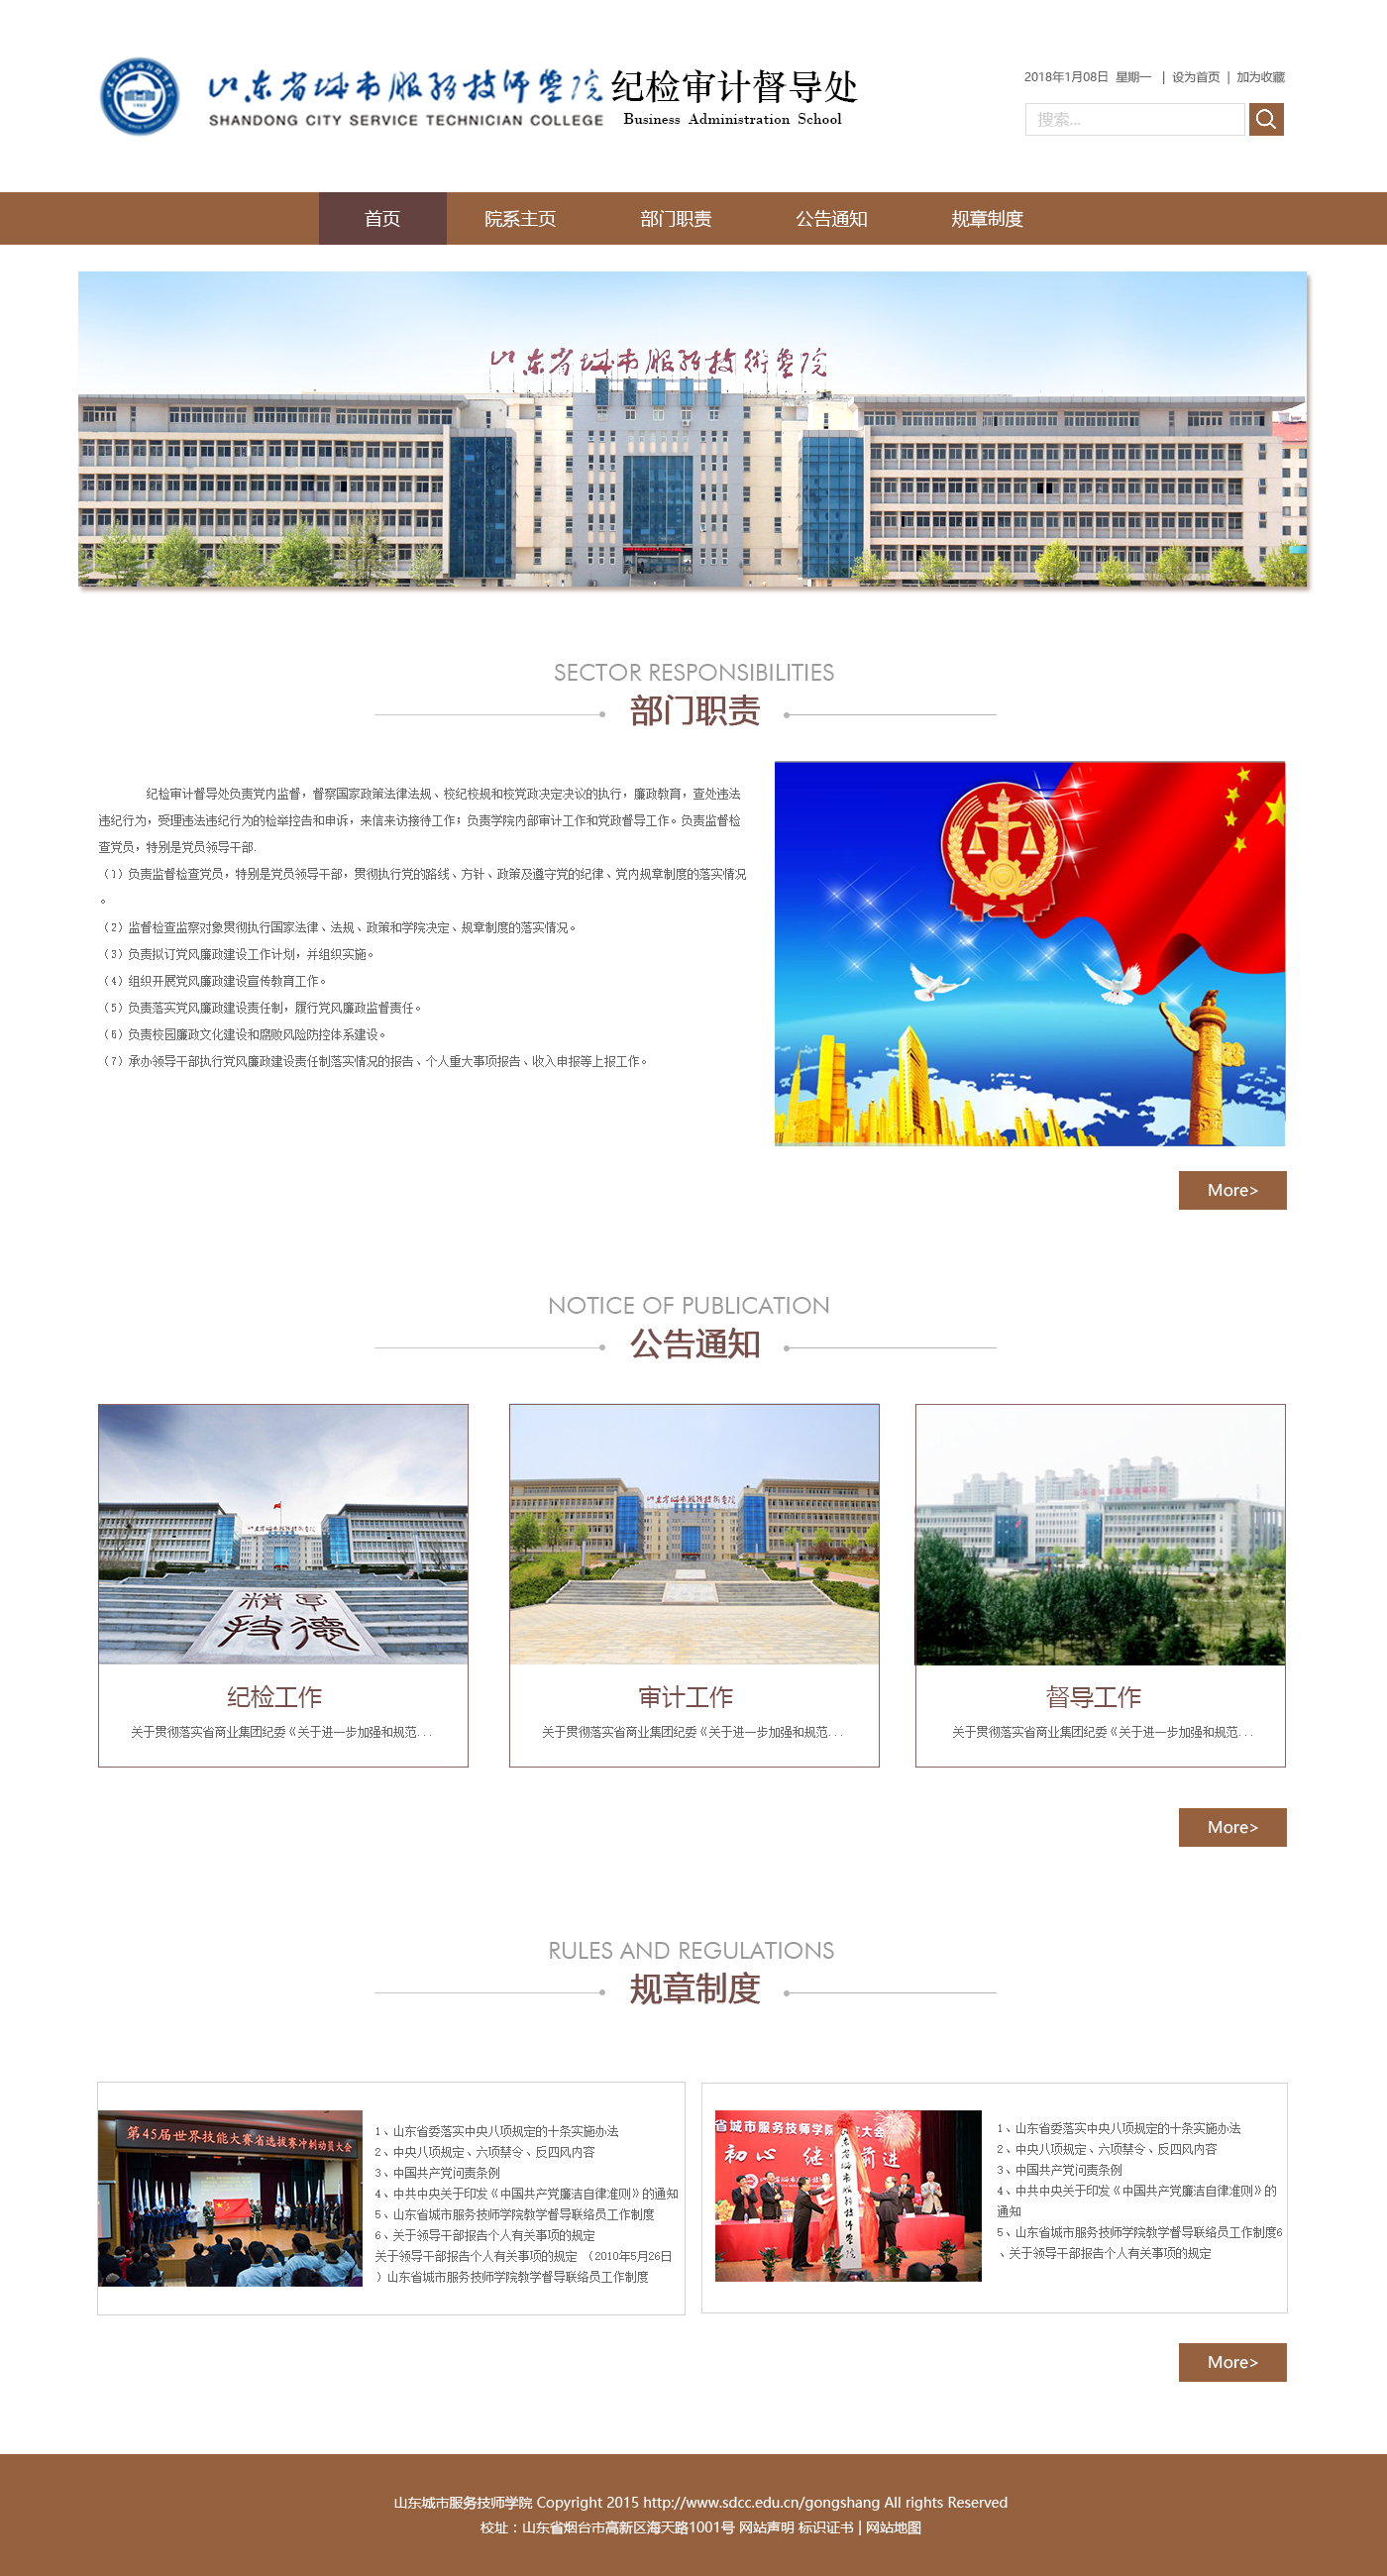 山东省城市服务技师学院 纪检审计督导处
SHANDONG CITY SERVICE TECHNICIAN COLLEGE Business Administration School
2018年1月08日 星期一 | 设为首页 | 加为收藏
搜索...
首页 院系主页 部门职责 公告通知 规章制度
山东省城市服务技术学院
SECTOR RESPONSIBILITIES
部门职责
纪检审计督导处负责党内监督，督察国家政策法律法规、校纪校规和校党政决定决议的执行，廉政教育，查处违法
违纪行为，受理违法违纪行为的检举控告和申诉，来信来访接待工作；负责学院内部审计工作和党政督导工作。负责监督检
查党员，特别是党员领导干部.
（1）负责监督检查党员，特别是党员领导干部，贯彻执行党的路线、方针、政策及遵守党的纪律、党内规章制度的落实情况
。
（2）监督检查监察对象贯彻执行国家法律、法规、政策和学院决定、规章制度的落实情况。
（3）负责拟订党风廉政建设工作计划，并组织实施。
（4）组织开展党风廉政建设宣传教育工作。
（5）负责落实党风廉政建设责任制，履行党风廉政监督责任。
（6）负责校园廉政文化建设和腐败风险防控体系建设。
（7）承办领导干部执行党风廉政建设责任制落实情况的报告、个人重大事项报告、收入申报等上报工作。
More>
NOTICE OF PUBLICATION
公告通知
纪检工作
关于贯彻落实省商业集团纪委《关于进一步加强和规范...
审计工作
关于贯彻落实省商业集团纪委《关于进一步加强和规范...
督导工作
关于贯彻落实省商业集团纪委《关于进一步加强和规范...
More>
RULES AND REGULATIONS
规章制度
第45届世界技能大赛省选拔赛冲刺动员大会
1、山东省委落实中央八项规定的十条实施办法
2、中央八项规定、六项禁令、反四风内容
3、中国共产党问责条例
4、中共中央关于印发《中国共产党廉洁自律准则》的通知
5、山东省城市服务技师学院教学督导联络员工作制度
6、关于领导干部报告个人有关事项的规定
关于领导干部报告个人有关事项的规定 （2010年5月26日
）山东省城市服务技师学院教学督导联络员工作制度
省城市服务技师学院 大会
初心 继 前进
山东省城市服务技师学院
1、山东省委落实中央八项规定的十条实施办法
2、中央八项规定、六项禁令、反四风内容
3、中国共产党问责条例
4、中共中央关于印发《中国共产党廉洁自律准则》的
通知
5、山东省城市服务技师学院教学督导联络员工作制度6
、关于领导干部报告个人有关事项的规定
More>
山东城市服务技师学院 Copyright 2015 http://www.sdcc.edu.cn/gongshang All rights Reserved
校址：山东省烟台市高新区海天路1001号 网站声明 标识证书 | 网站地图